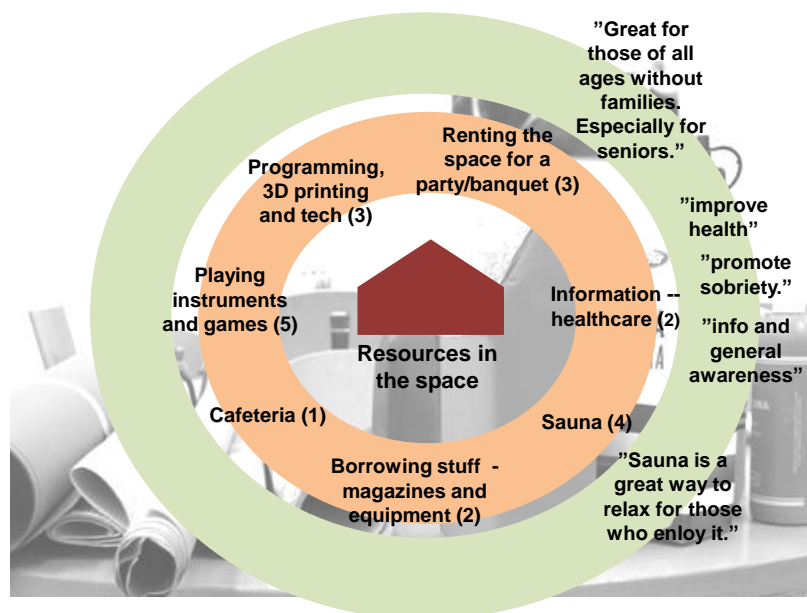 ”Great for
those of all
ages without
families.
Especially for
seniors.”
Renting the
space for a
party/banquet (3)
Programming,
3D printing
and tech (3)
”improve
health”
”promote
sobriety.”
Playing
instruments
and games (5)
Information --
healthcare (2)
”info and
general
awareness”
Resources in
the space
Cafeteria (1)
Sauna (4)
Borrowing stuff -
magazines and
equipment (2)
”Sauna is a
great way to
relax for those
who enjoy it.”